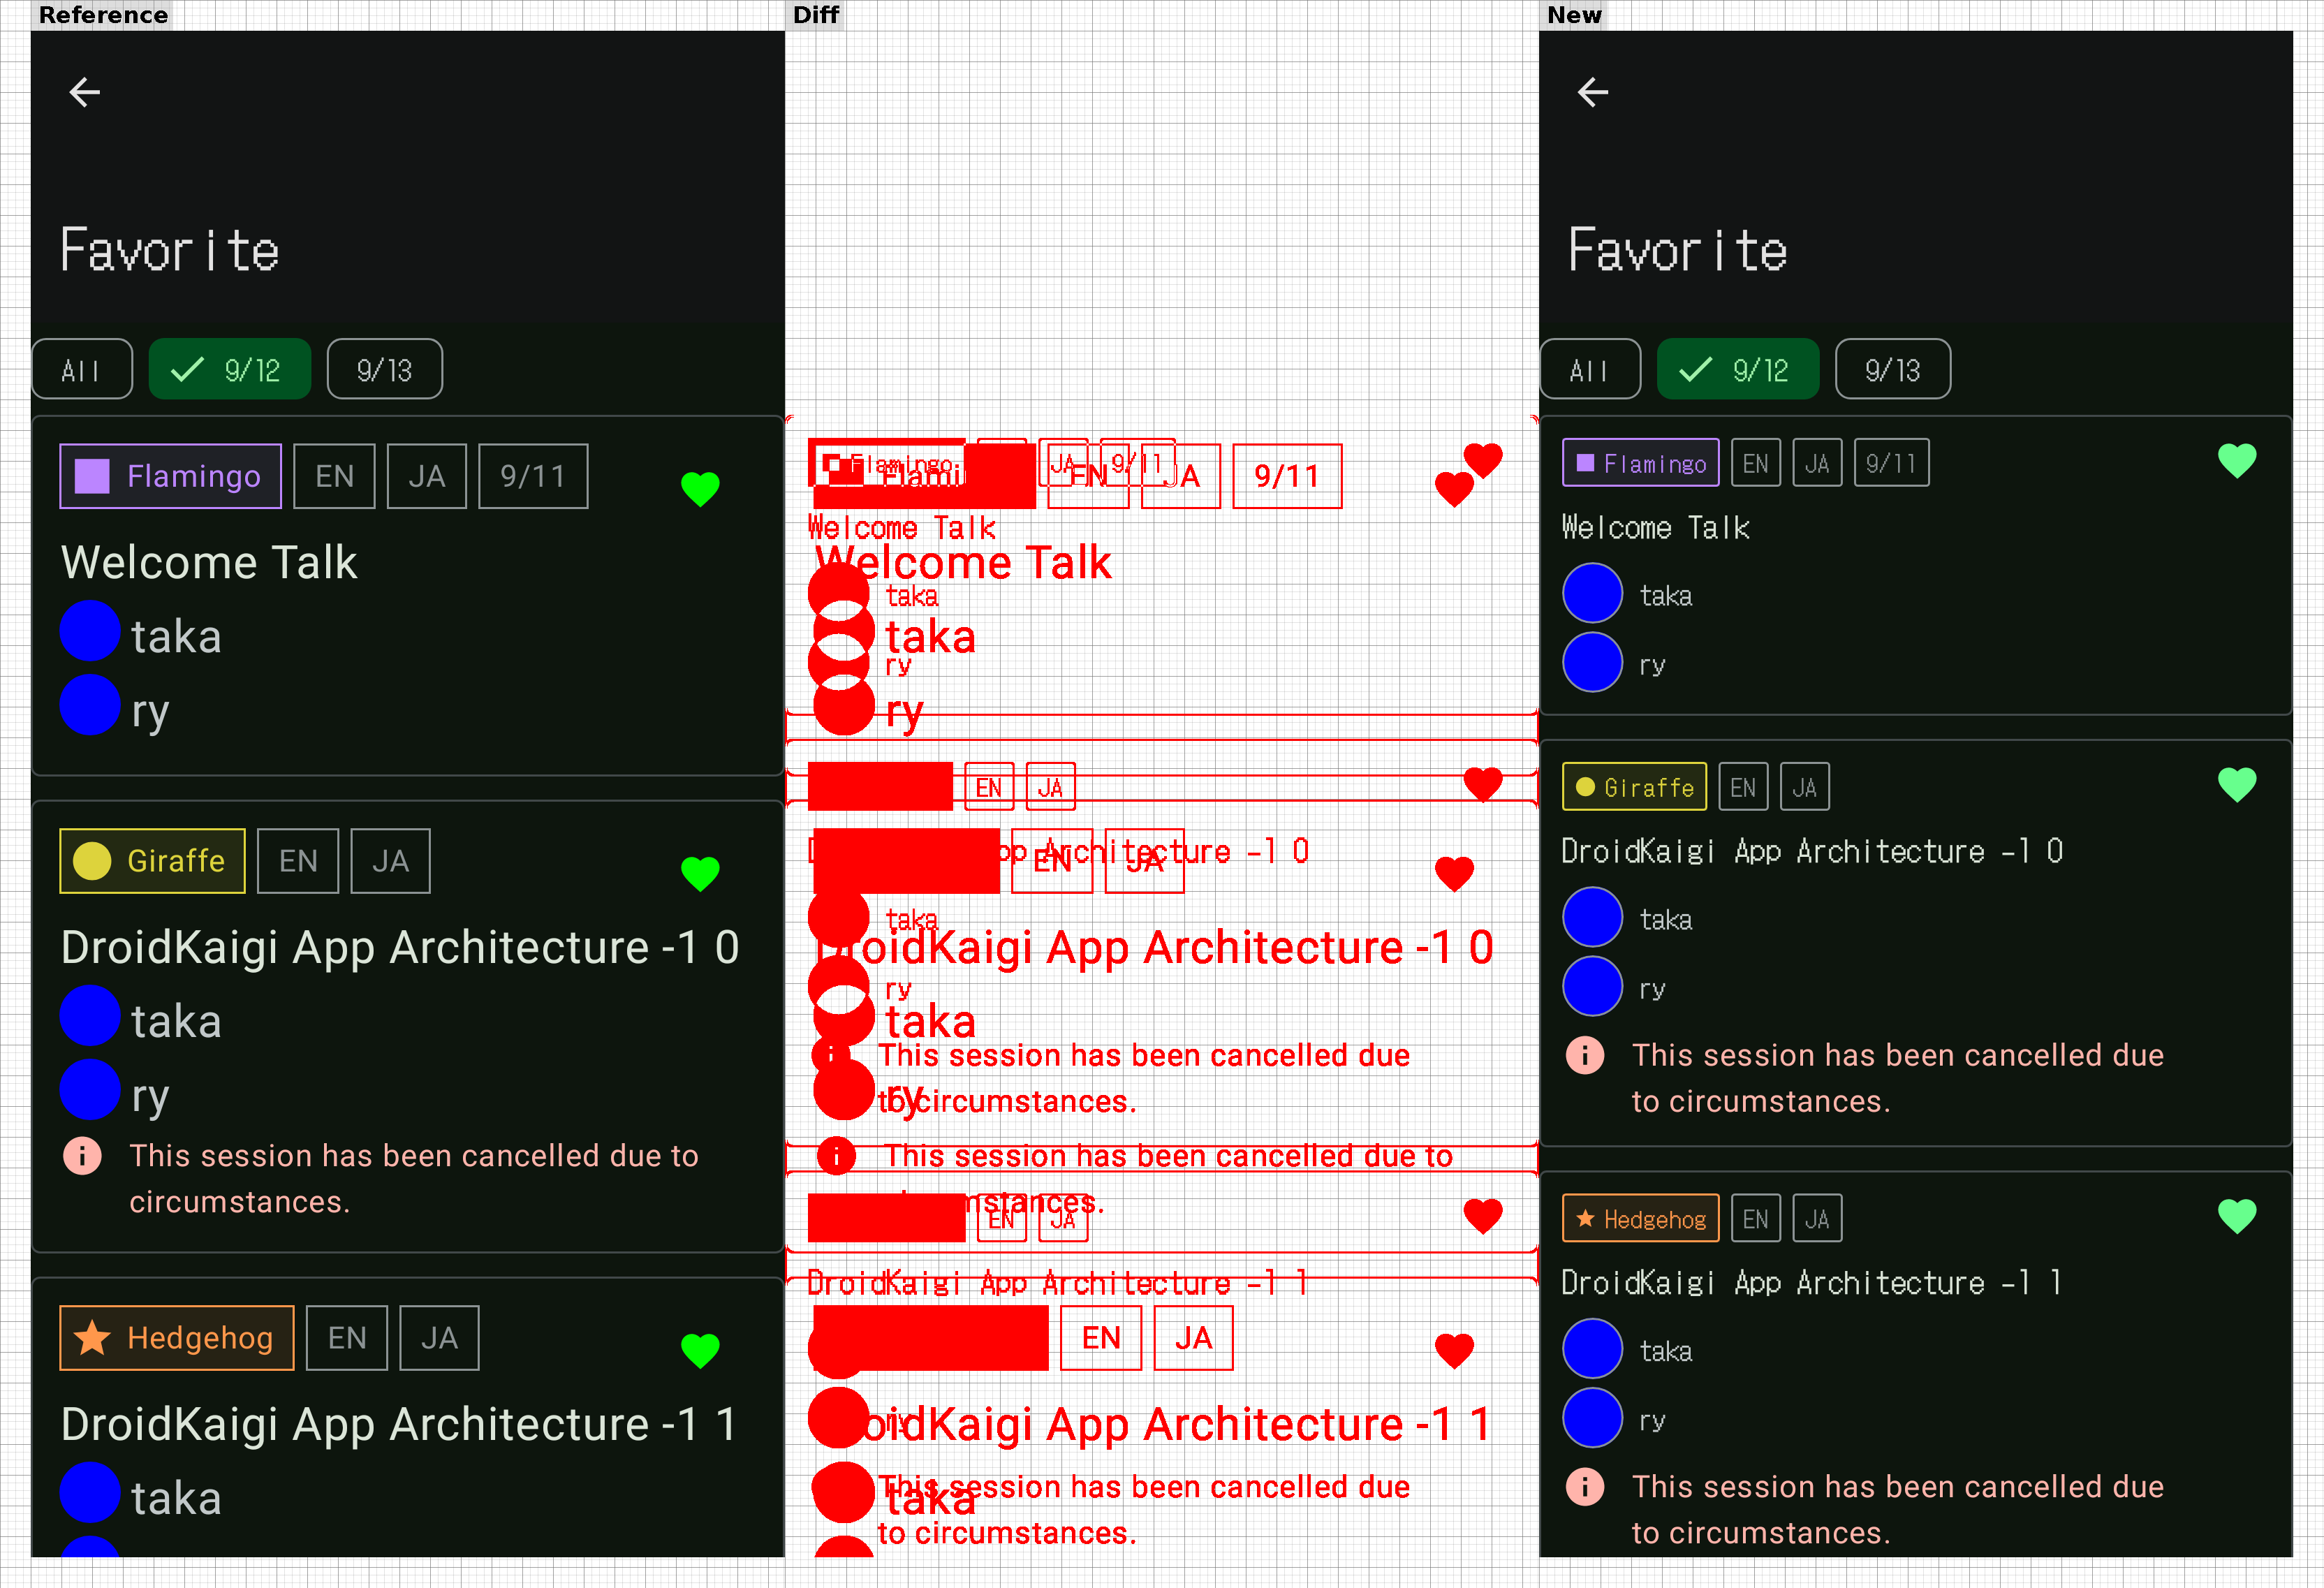 Reference
Favorite
All
9/12
9/13
Flamingo
EN
JA
9/11
Welcome Talk
taka
ry
Giraffe
EN
JA
DroidKaigi App Architecture -1 0
taka
ry
This session has been cancelled due to
circumstances.
Hedgehog
EN
JA
DroidKaigi App Architecture -1 1
taka
Diff
Flamingo
JA
9/11
Flami
EN
JA
9/11
Welcome Talk
Welcome Talk
taka
taka
ry
ry
EN
JA
App Architecture -1 0
EN
JA
taka
DroidKaigi App Architecture -1 0
ry
taka
This session has been cancelled due
ry
to circumstances.
This session has been cancelled due to
circumstances.
EN
JA
DroidKaigi App Architecture -1 1
EN
JA
ry
DroidKaigi App Architecture -1 1
This session has been cancelled due
taka
to circumstances.
New
Favorite
All
9/12
9/13
Flamingo
EN
JA
9/11
Welcome Talk
taka
ry
Giraffe
EN
JA
DroidKaigi App Architecture -1 0
taka
ry
This session has been cancelled due
to circumstances.
Hedgehog
EN
JA
DroidKaigi App Architecture -1 1
taka
ry
This session has been cancelled due
to circumstances.